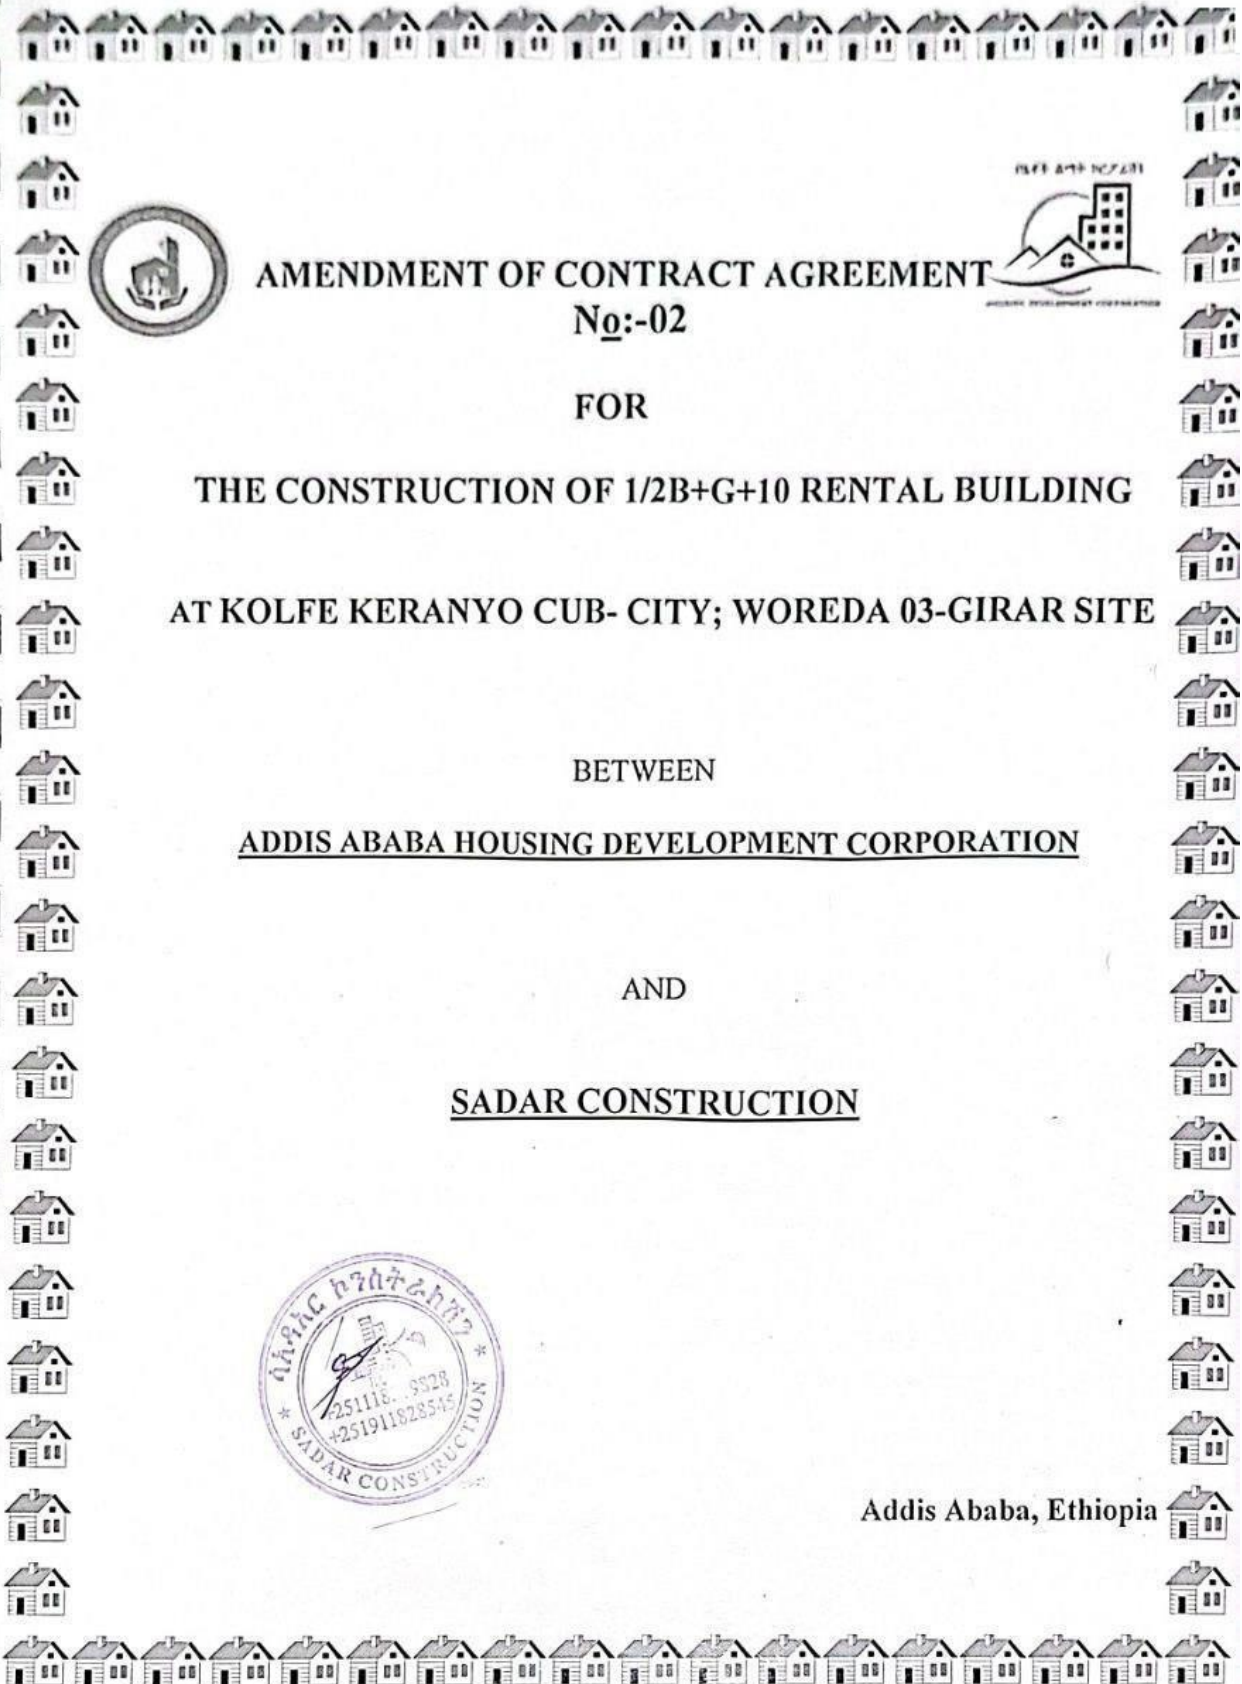 AMENDMENT OF CONTRACT AGREEMENT
No:-02
FOR
THE CONSTRUCTION OF 1/2B+G+10 RENTAL BUILDING
AT KOLFE KERANYO CUB- CITY; WOREDA 03-GIRAR SITE
BETWEEN
ADDIS ABABA HOUSING DEVELOPMENT CORPORATION
AND
SADAR CONSTRUCTION
ኮንስትራክሽን
+251911828545
SADAR CONSTRUCTION
Addis Ababa, Ethiopia